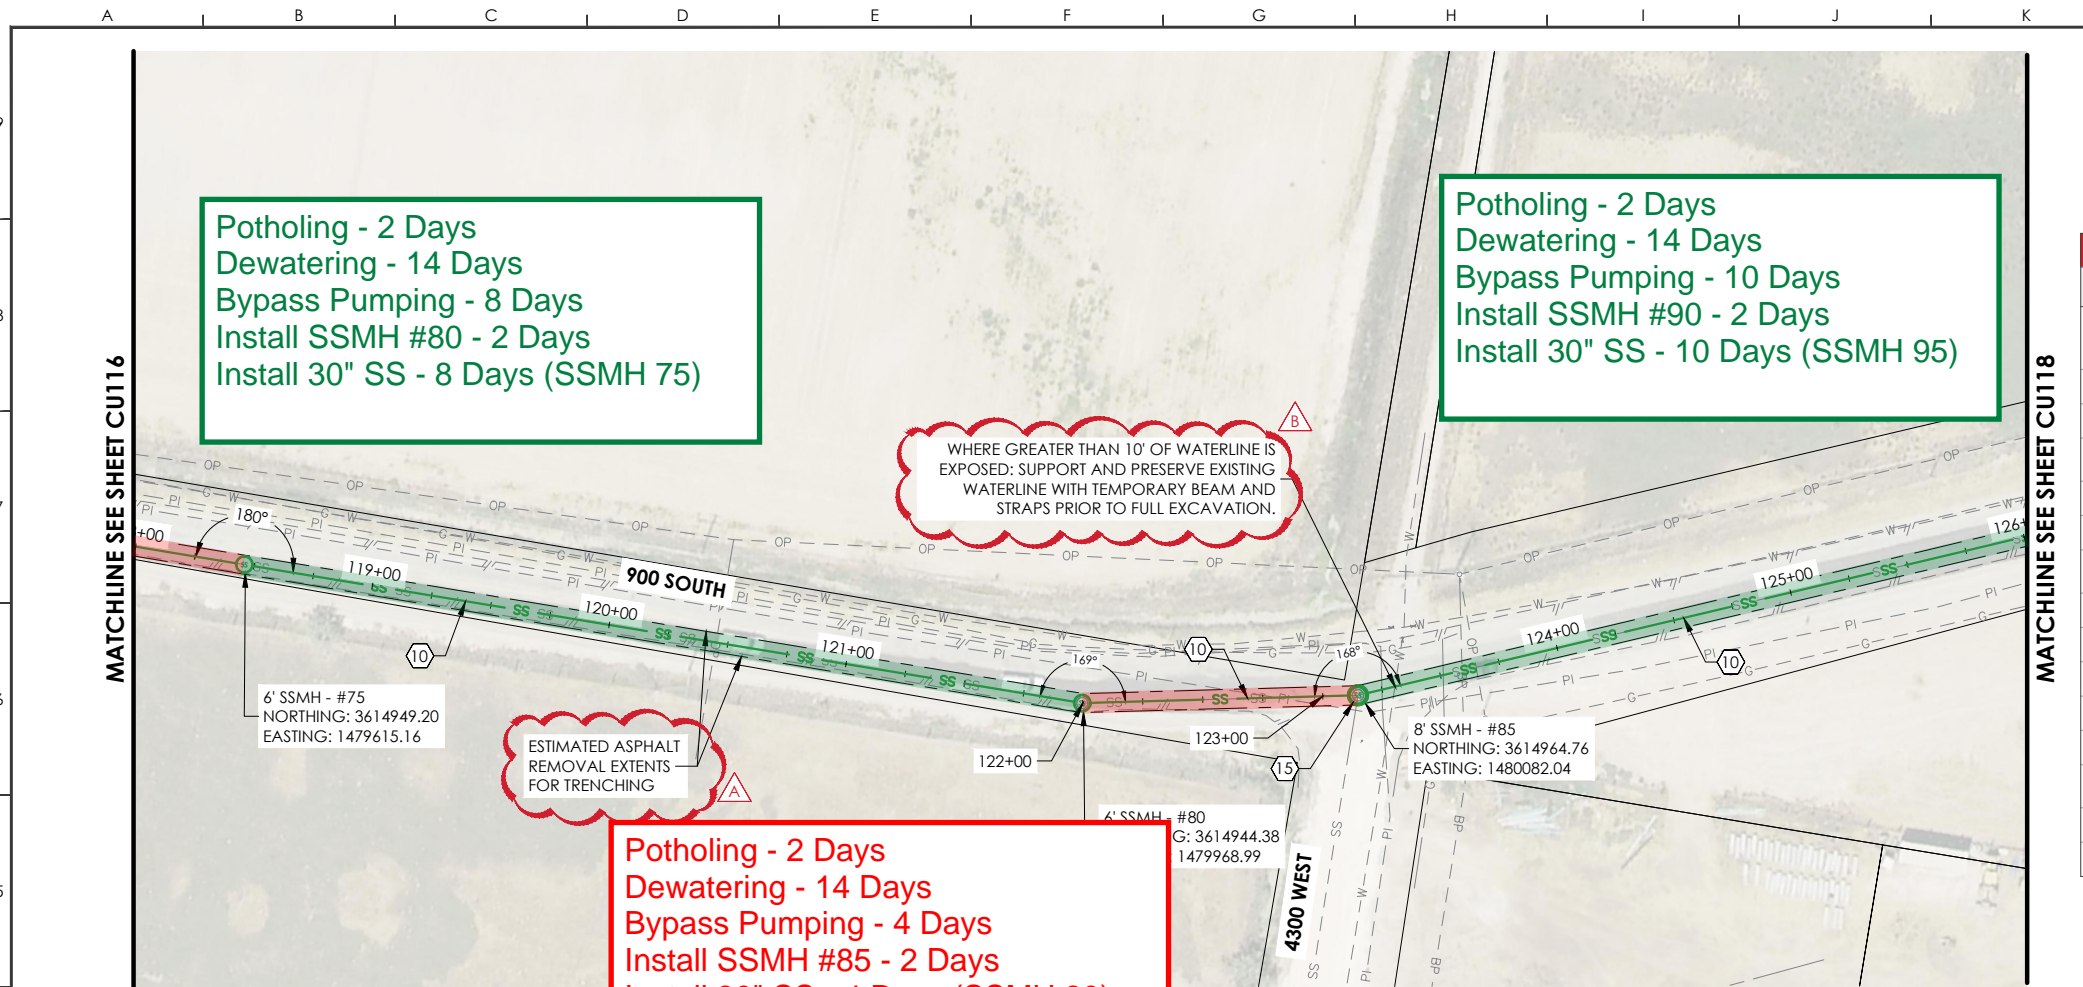 A B C D E F G H I J K
Potholing - 2 Days
Dewatering - 14 Days
Bypass Pumping - 8 Days
Install SSMH #80 - 2 Days
Install 30" SS - 8 Days (SSMH 75)
Potholing - 2 Days
Dewatering - 14 Days
Bypass Pumping - 10 Days
Install SSMH #90 - 2 Days
Install 30" SS - 10 Days (SSMH 95)
MATCHLINE SEE SHEET CU116
MATCHLINE SEE SHEET CU118
B
WHERE GREATER THAN 10' OF WATERLINE IS
EXPOSED: SUPPORT AND PRESERVE EXISTING
WATERLINE WITH TEMPORARY BEAM AND
STRAPS PRIOR TO FULL EXCAVATION.
180°
119+00
900 SOUTH
120+00
121+00
169°
10
168°
124+00
125+00
126+
10
10
6' SSMH - #75
NORTHING: 3614949.20
EASTING: 1479615.16
ESTIMATED ASPHALT
REMOVAL EXTENTS
FOR TRENCHING
A
122+00
123+00
15
8' SSMH - #85
NORTHING: 3614964.76
EASTING: 1480082.04
6' SSMH - #80
G: 3614944.38
1479968.99
4300 WEST
Potholing - 2 Days
Dewatering - 14 Days
Bypass Pumping - 4 Days
Install SSMH #85 - 2 Days